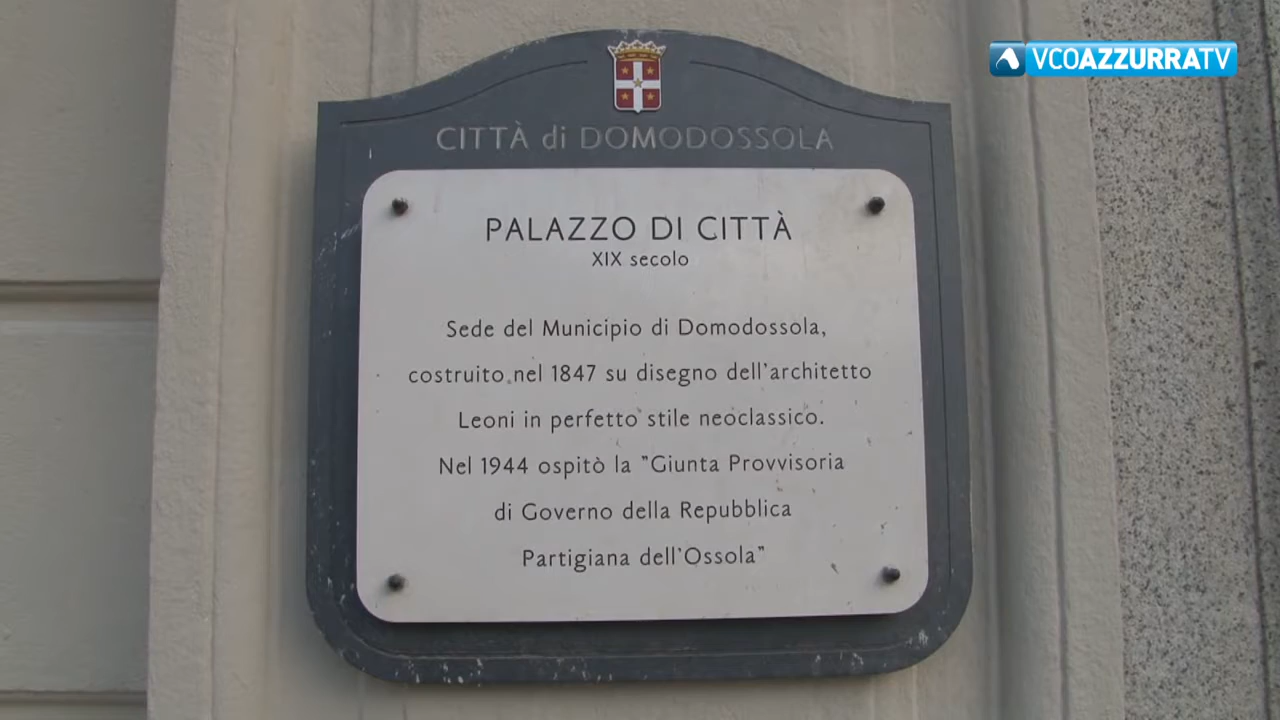 VCOAZZURRATV
CITTÀ di DOMODOSSOLA
PALAZZO DI CITTÀ
XIX secolo
Sede del Municipio di Domodossola,
costruito nel 1847 su disegno dell'architetto
Leoni in perfetto stile neoclassico.
Nel 1944 ospitò la "Giunta Provvisoria
di Governo della Repubblica
Partigiana dell'Ossola"